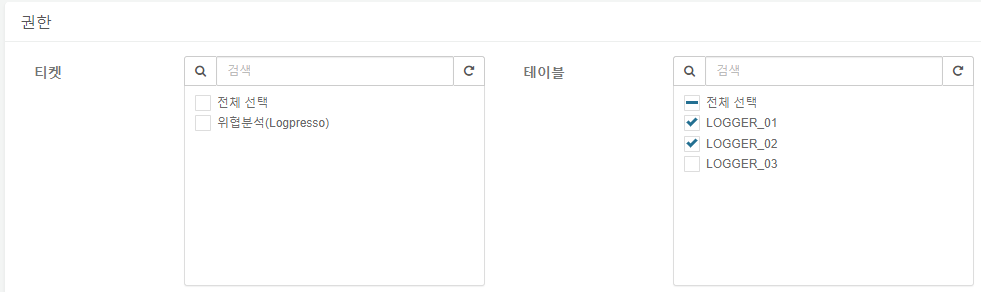 권한
티켓
검색
전체 선택
위협분석(Logpresso)
테이블
검색
전체 선택
LOGGER_01
LOGGER_02
LOGGER_03